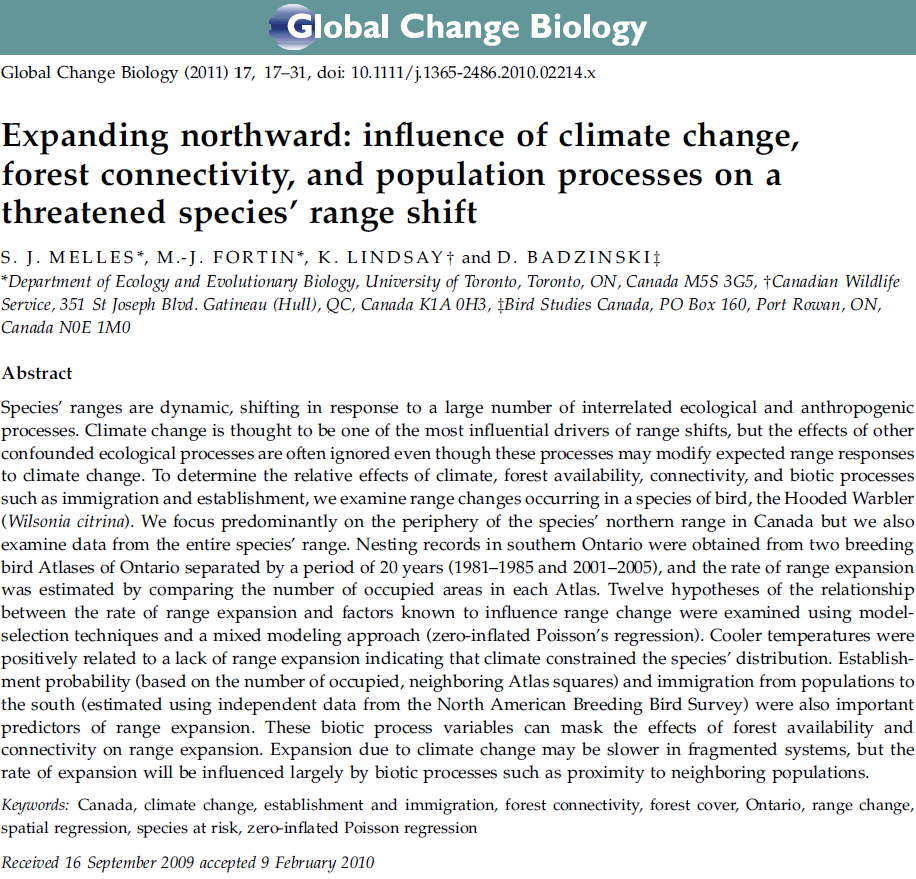 Global Change Biology
Global Change Biology (2011) 17, 17–31, doi: 10.1111/j.1365-2486.2010.02214.x
Expanding northward: influence of climate change,
forest connectivity, and population processes on a
threatened species’ range shift
S. J. MELLES*, M.-J. FORTIN*, K. LINDSAY† and D. BADZINSKI‡
*Department of Ecology and Evolutionary Biology, University of Toronto, Toronto, ON, Canada M5S 3G5, †Canadian Wildlife
Service, 351 St Joseph Blvd. Gatineau (Hull), QC, Canada K1A 0H3, ‡Bird Studies Canada, PO Box 160, Port Rowan, ON,
Canada N0E 1M0
Abstract
Species’ ranges are dynamic, shifting in response to a large number of interrelated ecological and anthropogenic
processes. Climate change is thought to be one of the most influential drivers of range shifts, but the effects of other
confounded ecological processes are often ignored even though these processes may modify expected range responses
to climate change. To determine the relative effects of climate, forest availability, connectivity, and biotic processes
such as immigration and establishment, we examine range changes occurring in a species of bird, the Hooded Warbler
(Wilsonia citrina). We focus predominantly on the periphery of the species’ northern range in Canada but we also
examine data from the entire species’ range. Nesting records in southern Ontario were obtained from two breeding
bird Atlases of Ontario separated by a period of 20 years (1981–1985 and 2001–2005), and the rate of range expansion
was estimated by comparing the number of occupied areas in each Atlas. Twelve hypotheses of the relationship
between the rate of range expansion and factors known to influence range change were examined using model-
selection techniques and a mixed modeling approach (zero-inflated Poisson’s regression). Cooler temperatures were
positively related to a lack of range expansion indicating that climate constrained the species’ distribution. Establish-
ment probability (based on the number of occupied, neighboring Atlas squares) and immigration from populations to
the south (estimated using independent data from the North American Breeding Bird Survey) were also important
predictors of range expansion. These biotic process variables can mask the effects of forest availability and
connectivity on range expansion. Expansion due to climate change may be slower in fragmented systems, but the
rate of expansion will be influenced largely by biotic processes such as proximity to neighboring populations.
Keywords: Canada, climate change, establishment and immigration, forest connectivity, forest cover, Ontario, range change,
spatial regression, species at risk, zero-inflated Poisson regression
Received 16 September 2009 accepted 9 February 2010